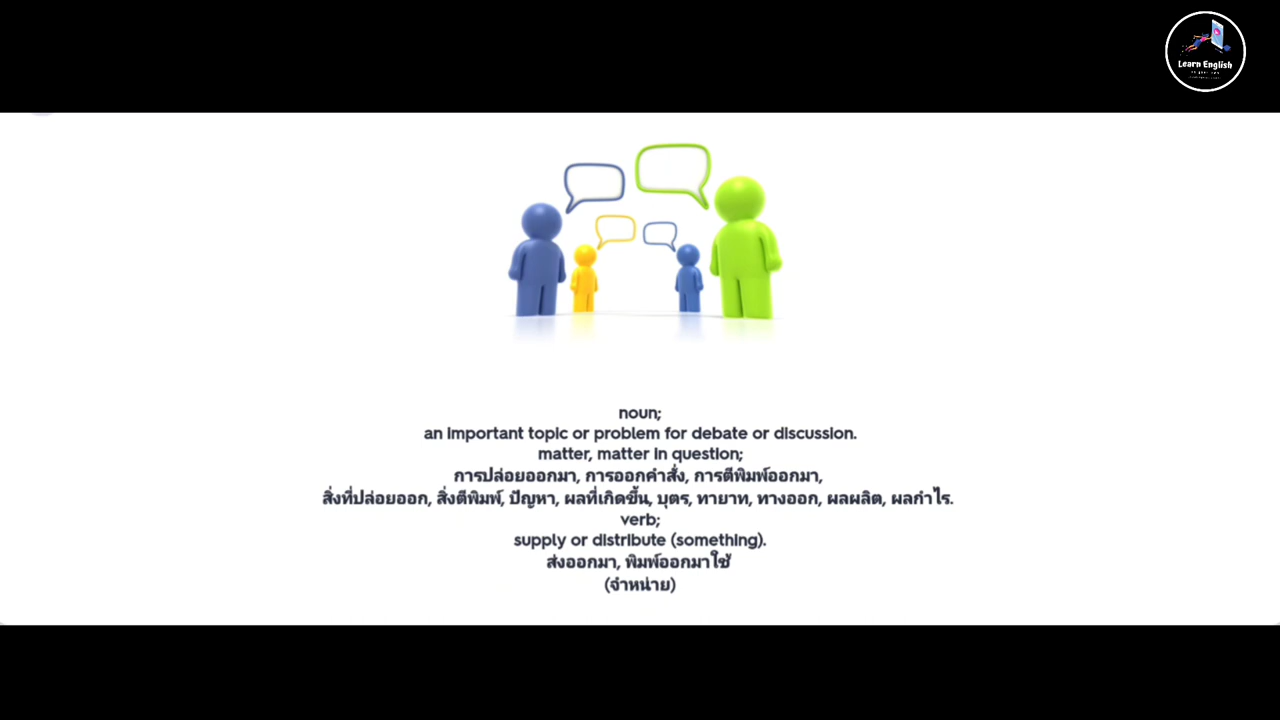 Learn English
noun;
an important topic or problem for debate or discussion.
matter, matter in question;
การปล่อยออกมา, การออกคำสั่ง, การตีพิมพ์ออกมา,
สิ่งที่ปล่อยออก, สิ่งตีพิมพ์, ปัญหา, ผลที่เกิดขึ้น, บุตร, ทายาท, ทางออก, ผลผลิต, ผลกำไร.
verb;
supply or distribute (something).
ส่งออกมา, พิมพ์ออกมาใช้
(จำหน่าย)